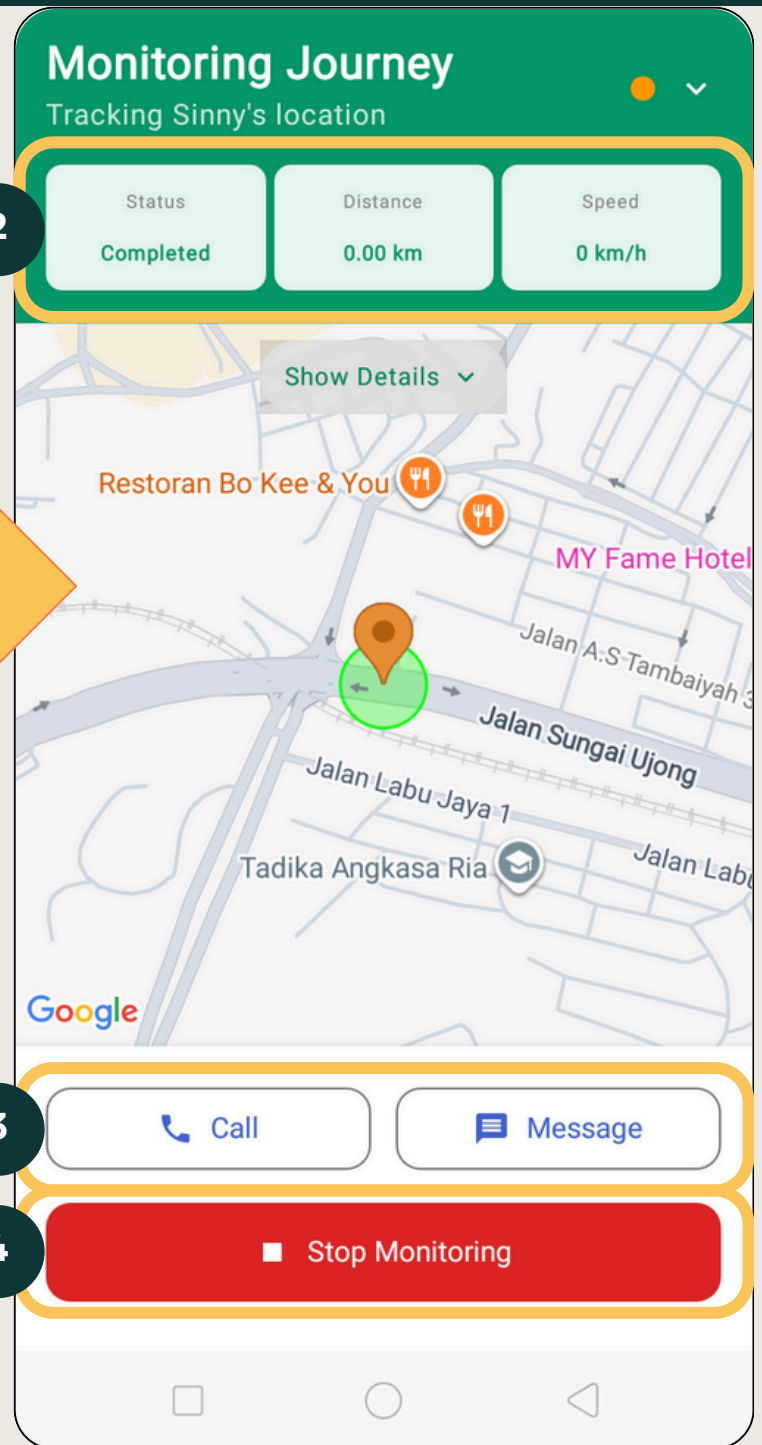 Monitoring Journey
Tracking Sinny's location
2
Status
Distance
Speed
Completed
0.00 km
0 km/h
Show Details
Restoran Bo Kee & You
MY Fame Hotel
Jalan A.S Tambaiyah 3
Jalan Sungai Ujong
Jalan Labu Jaya 1
Tadika Angkasa Ria
Jalan Labu
Google
3
Call
Message
4
Stop Monitoring